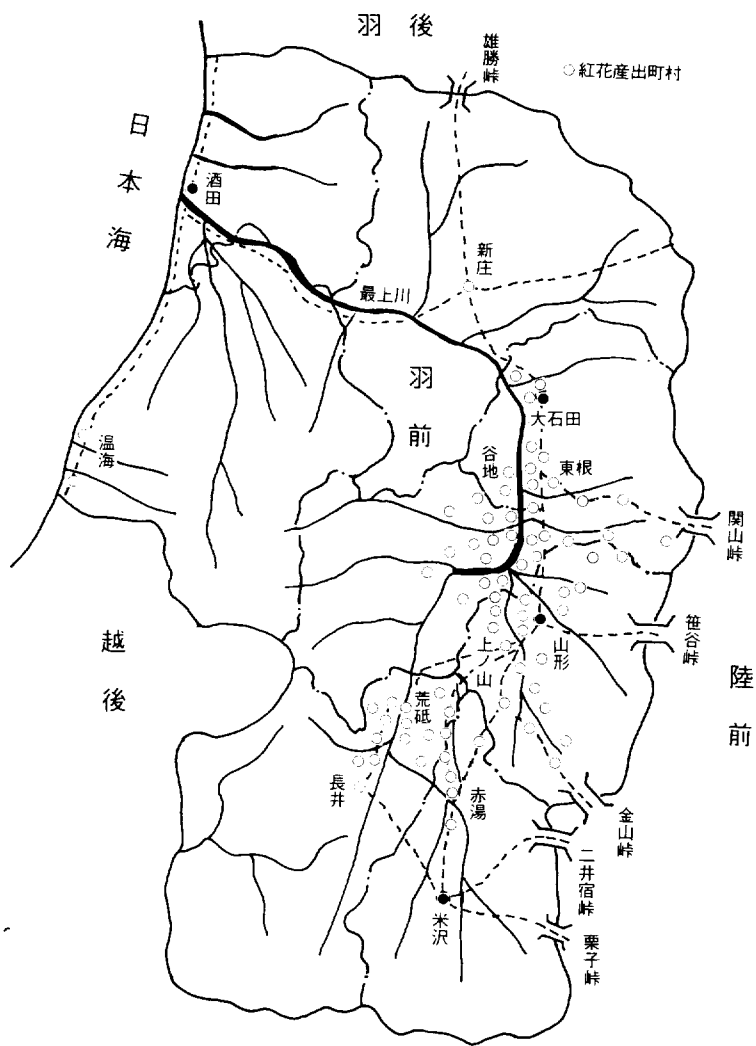 羽後
雄勝峠
○紅花産出町村
日本海
酒田
新庄
最上川
羽前
大石田
谷地
東根
温海
関山峠
越後
笹谷峠
山形
上ノ山
陸前
荒砥
長井
赤湯
金山峠
二井宿峠
米沢
栗子峠